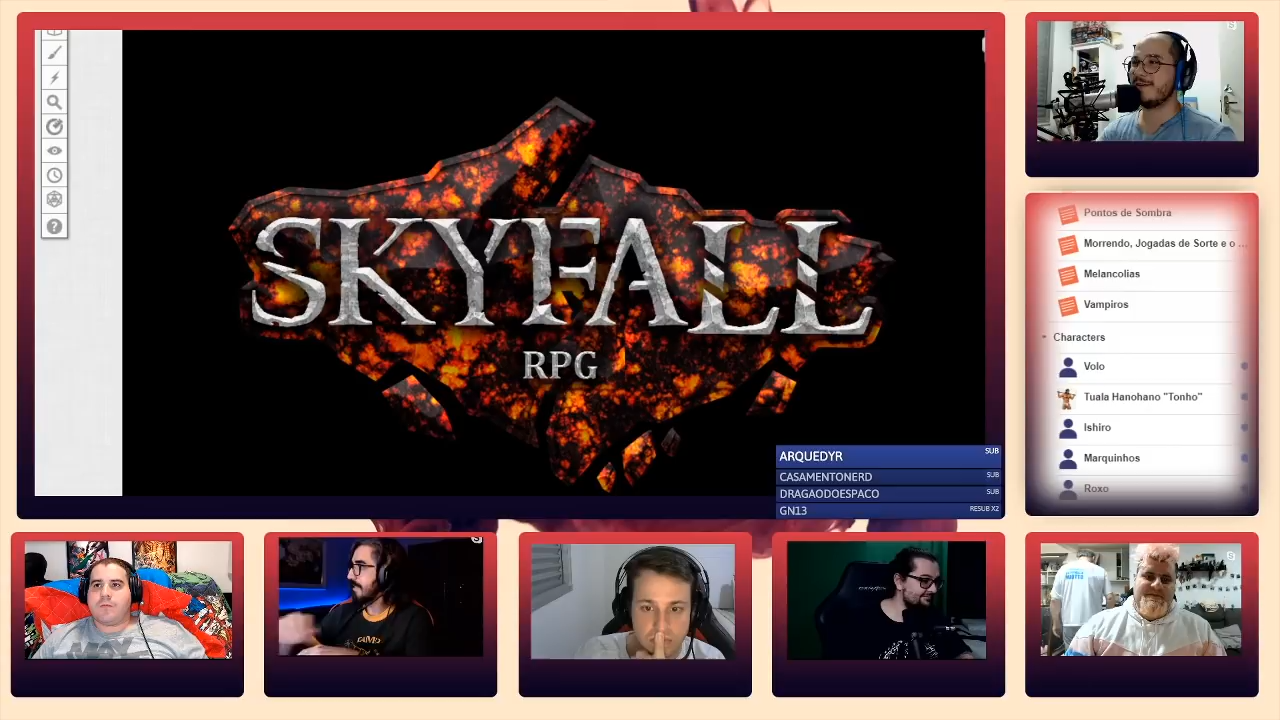 SKYFALL
RPG
ARQUEDYR SUB
CASAMENTONERD SUB
DRAGAODOESPACO SUB
GN13 RESUB X2
Pontos de Sombra
Morrendo, Jogadas de Sorte e o ...
Melancolias
Vampiros
Characters
Volo
Tuala Hanohano "Tonho"
Ishiro
Marquinhos
Roxo